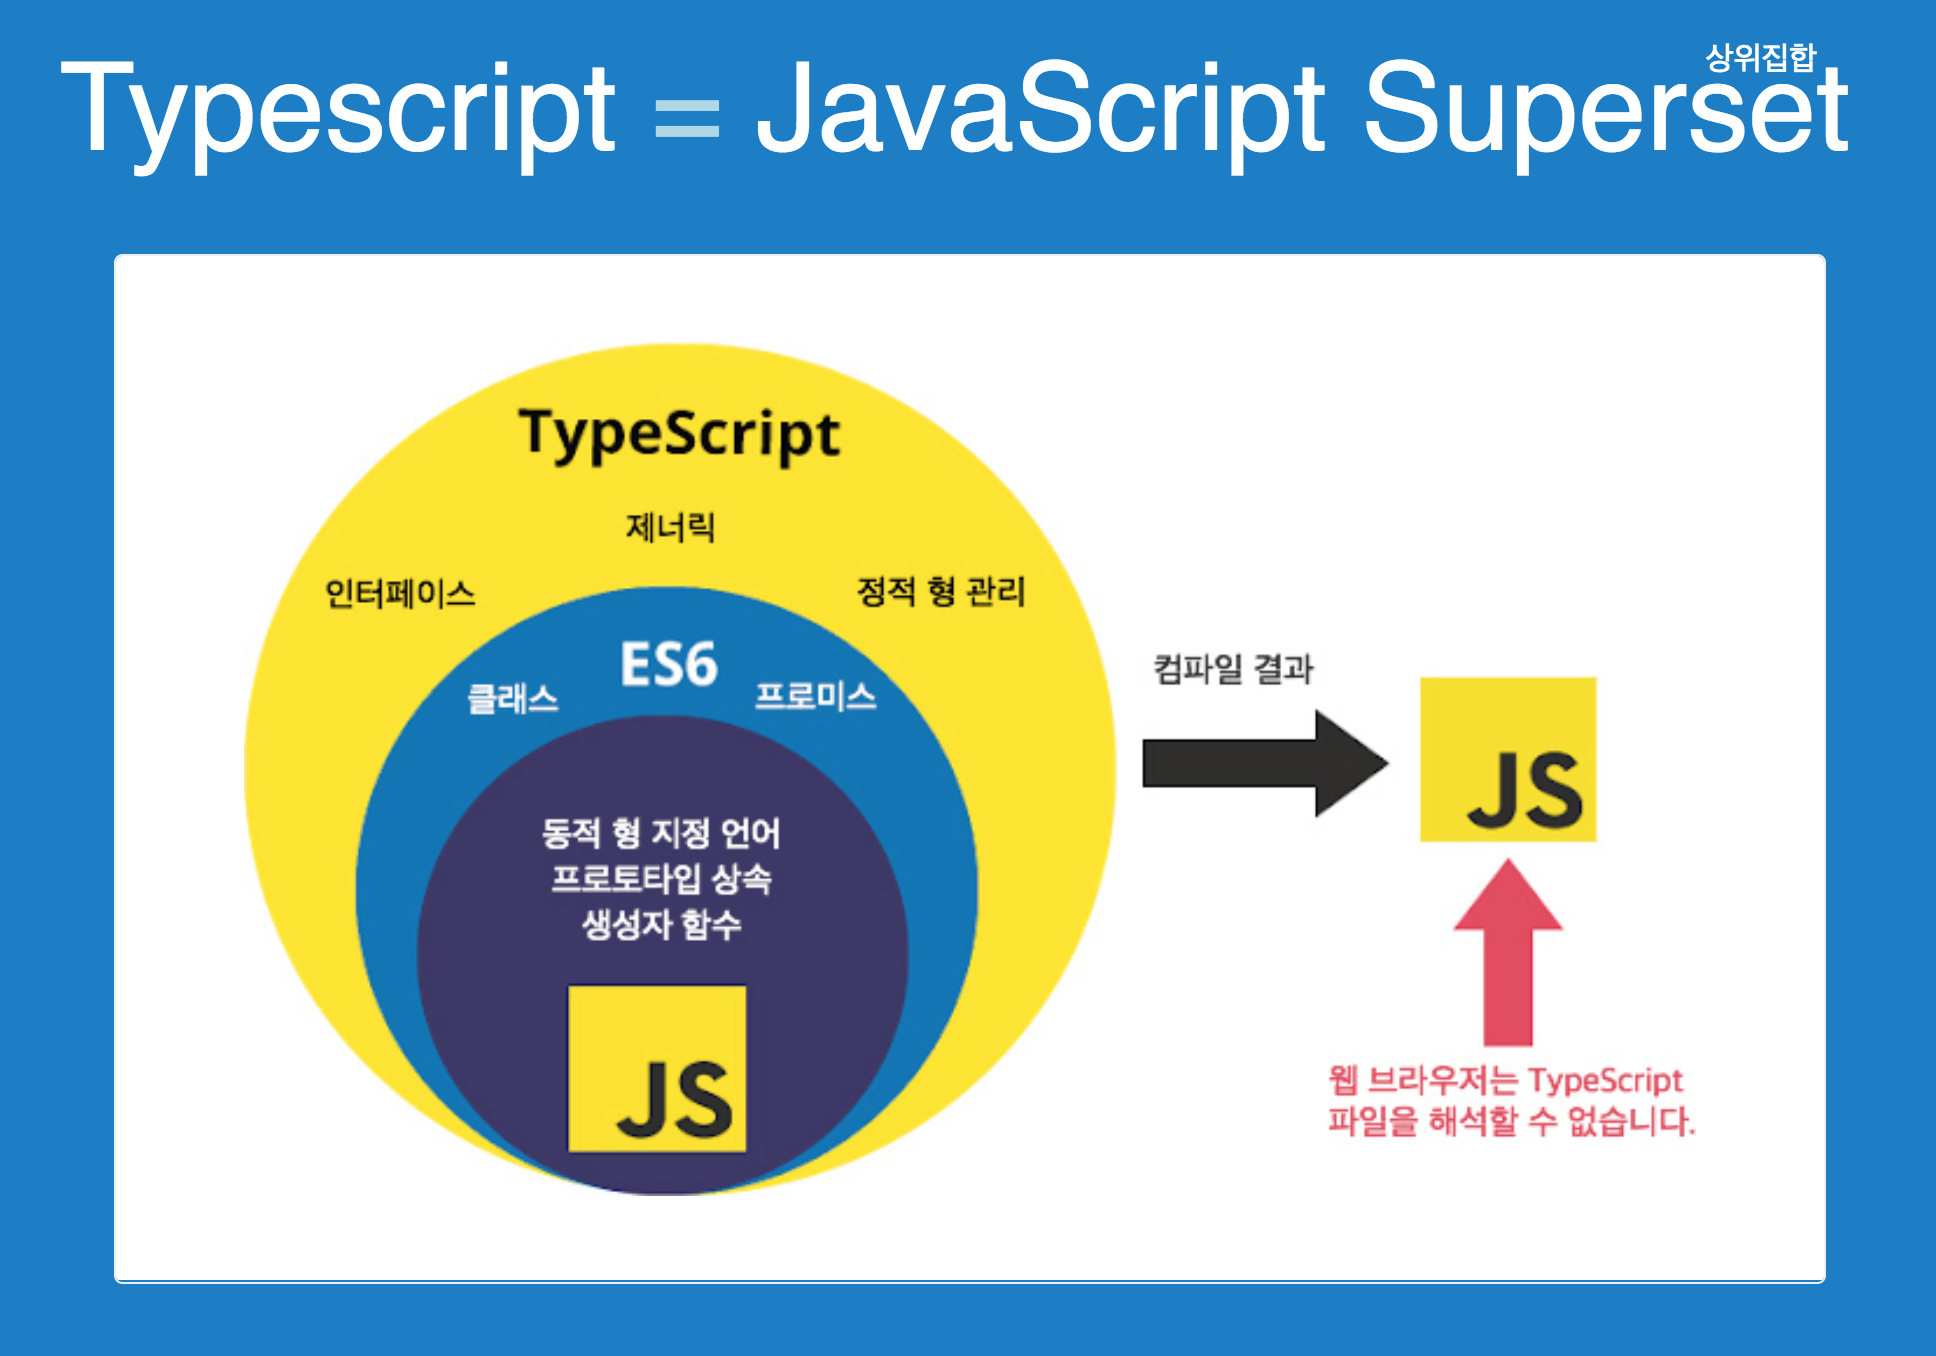 상위집합
Typescript = JavaScript Superset
TypeScript
제너릭
인터페이스
정적 형 관리
ES6
클래스
프로미스
동적 형 지정 언어
프로토타입 상속
생성자 함수
JS
컴파일 결과
JS
웹 브라우저는 TypeScript
파일을 해석할 수 없습니다.